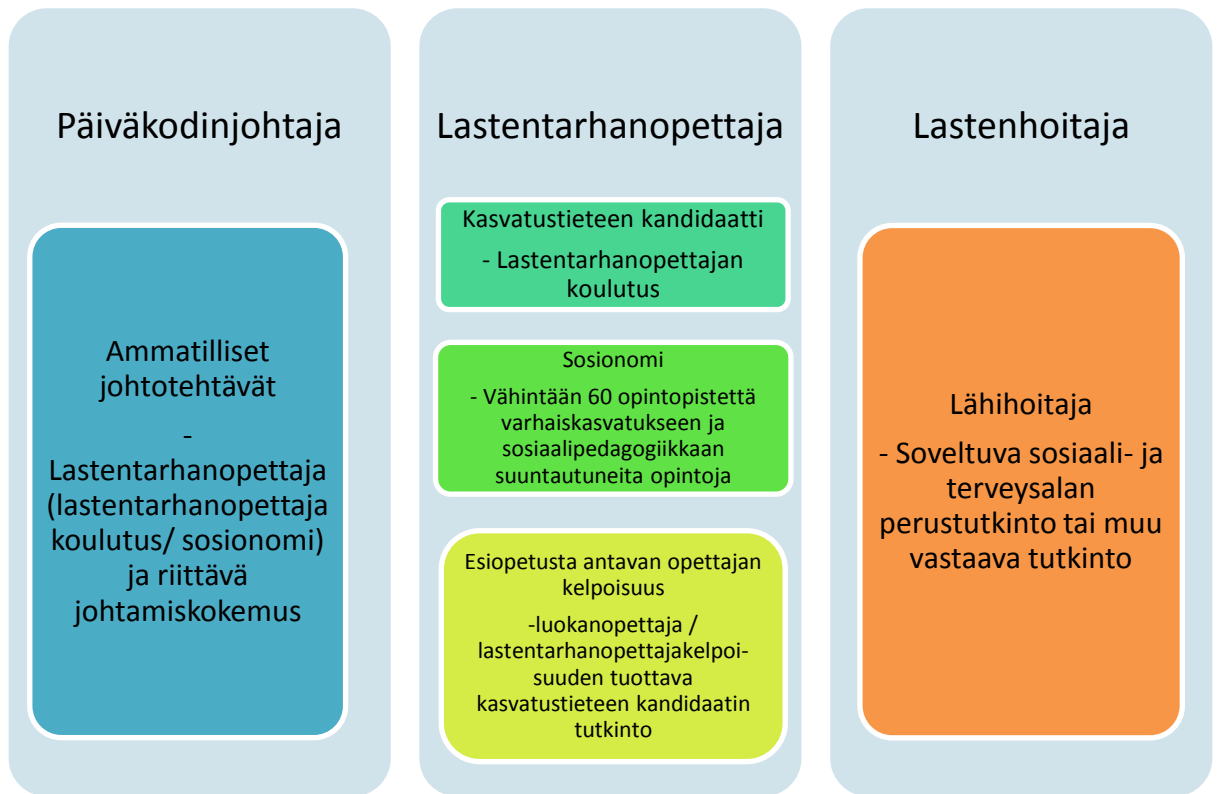 Päiväkodinjohtaja
Ammatilliset
johtotehtävät
-
Lastentarhanopettaja
(lastentarhanopettaja
koulutus/ sosionomi)
ja riittävä
johtamiskokemus
Lastentarhanopettaja
Kasvatustieteen kandidaatti
- Lastentarhanopettajan
koulutus
Sosionomi
- Vähintään 60 opintopistettä
varhaiskasvatukseen ja
sosiaalipedagogiikkaan
suuntautuneita opintoja
Esiopetusta antavan opettajan
kelpoisuus
-luokanopettaja /
lastentarhanopettajakelpoi-
suuden tuottava
kasvatustieteen kandidaatin
tutkinto
Lastenhoitaja
Lähihoitaja
- Soveltuva sosiaali- ja
terveysalan
perustutkinto tai muu
vastaava tutkinto